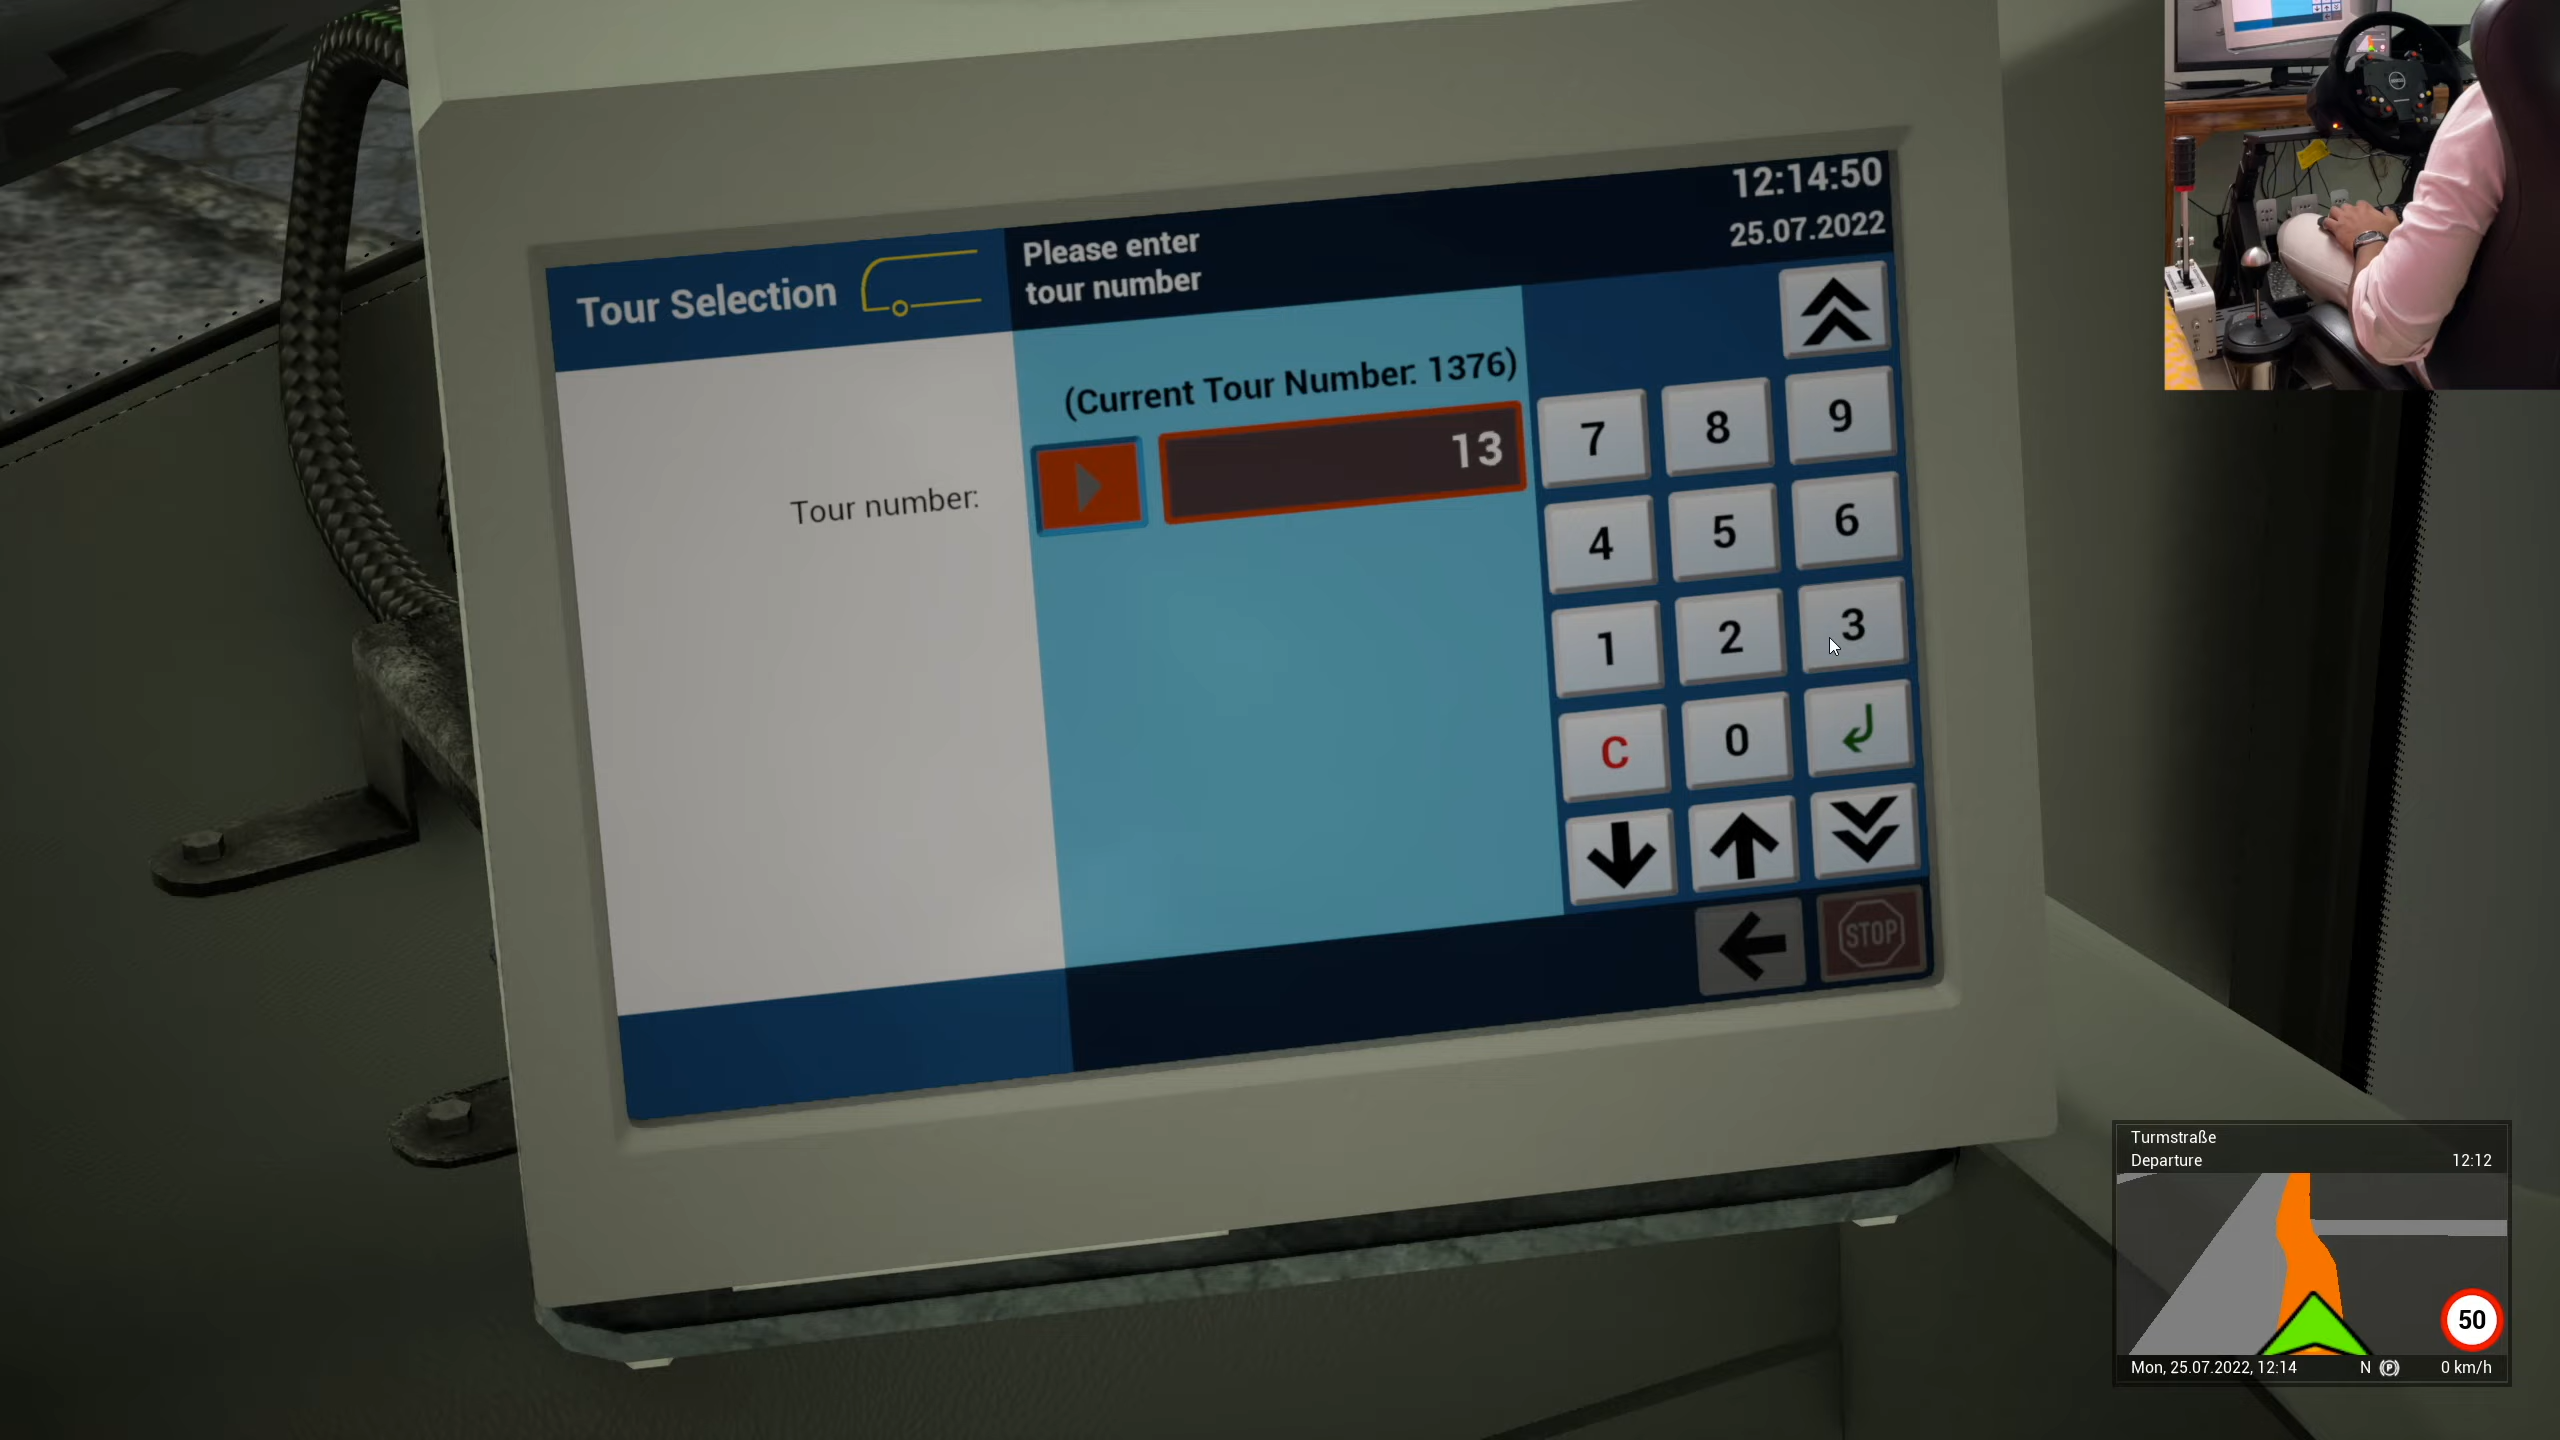 Tour Selection
Please enter
tour number
12:14:50
25.07.2022
(Current Tour Number: 1376)
Tour number:
13
7 8 9
4 5 6
1 2 3
C 0
STOP
Turmstraße
Departure 12:12
50
Mon, 25.07.2022, 12:14 N (P) 0 km/h